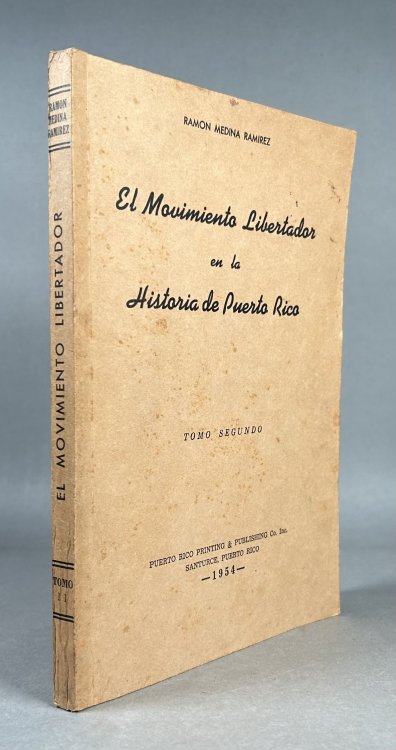 RAMON
MEDINA
RAMIREZ
EL MOVIMIENTO LIBERTADOR
TOMO
II
RAMON MEDINA RAMIREZ
El Movimiento Libertador
en la
Historia de Puerto Rico
TOMO SEGUNDO
PUERTO RICO PRINTING & PUBLISHING Co. Inc.
SANTURCE, PUERTO RICO
—1954—